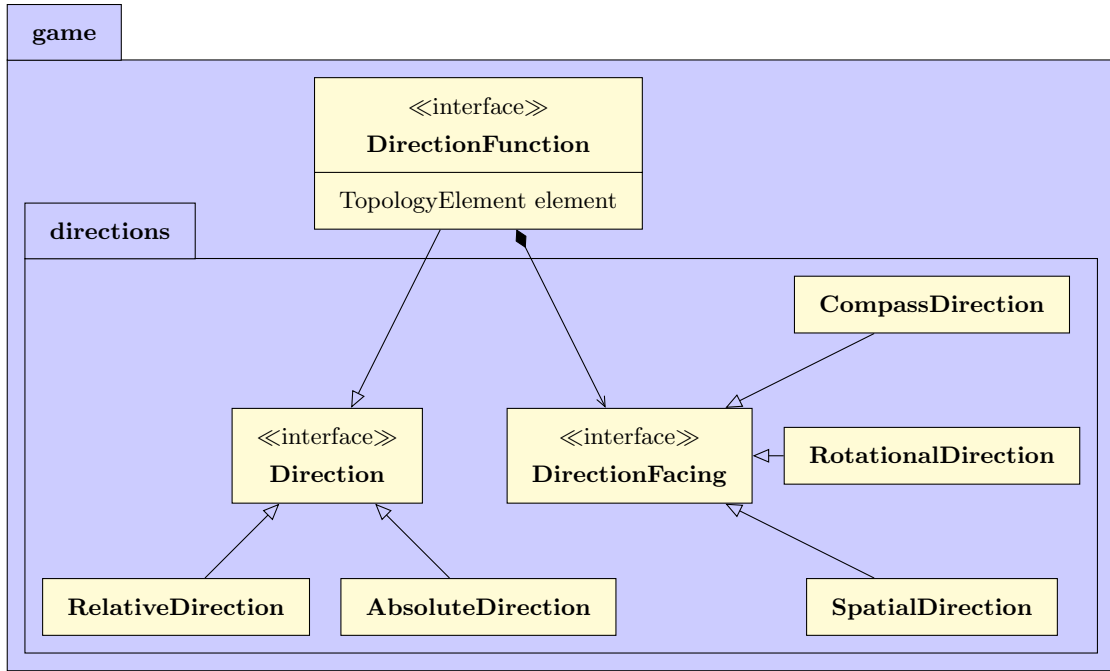 game
≪interface≫
DirectionFunction
TopologyElement element
directions
CompassDirection
≪interface≫
Direction
≪interface≫
DirectionFacing
RotationalDirection
RelativeDirection
AbsoluteDirection
SpatialDirection